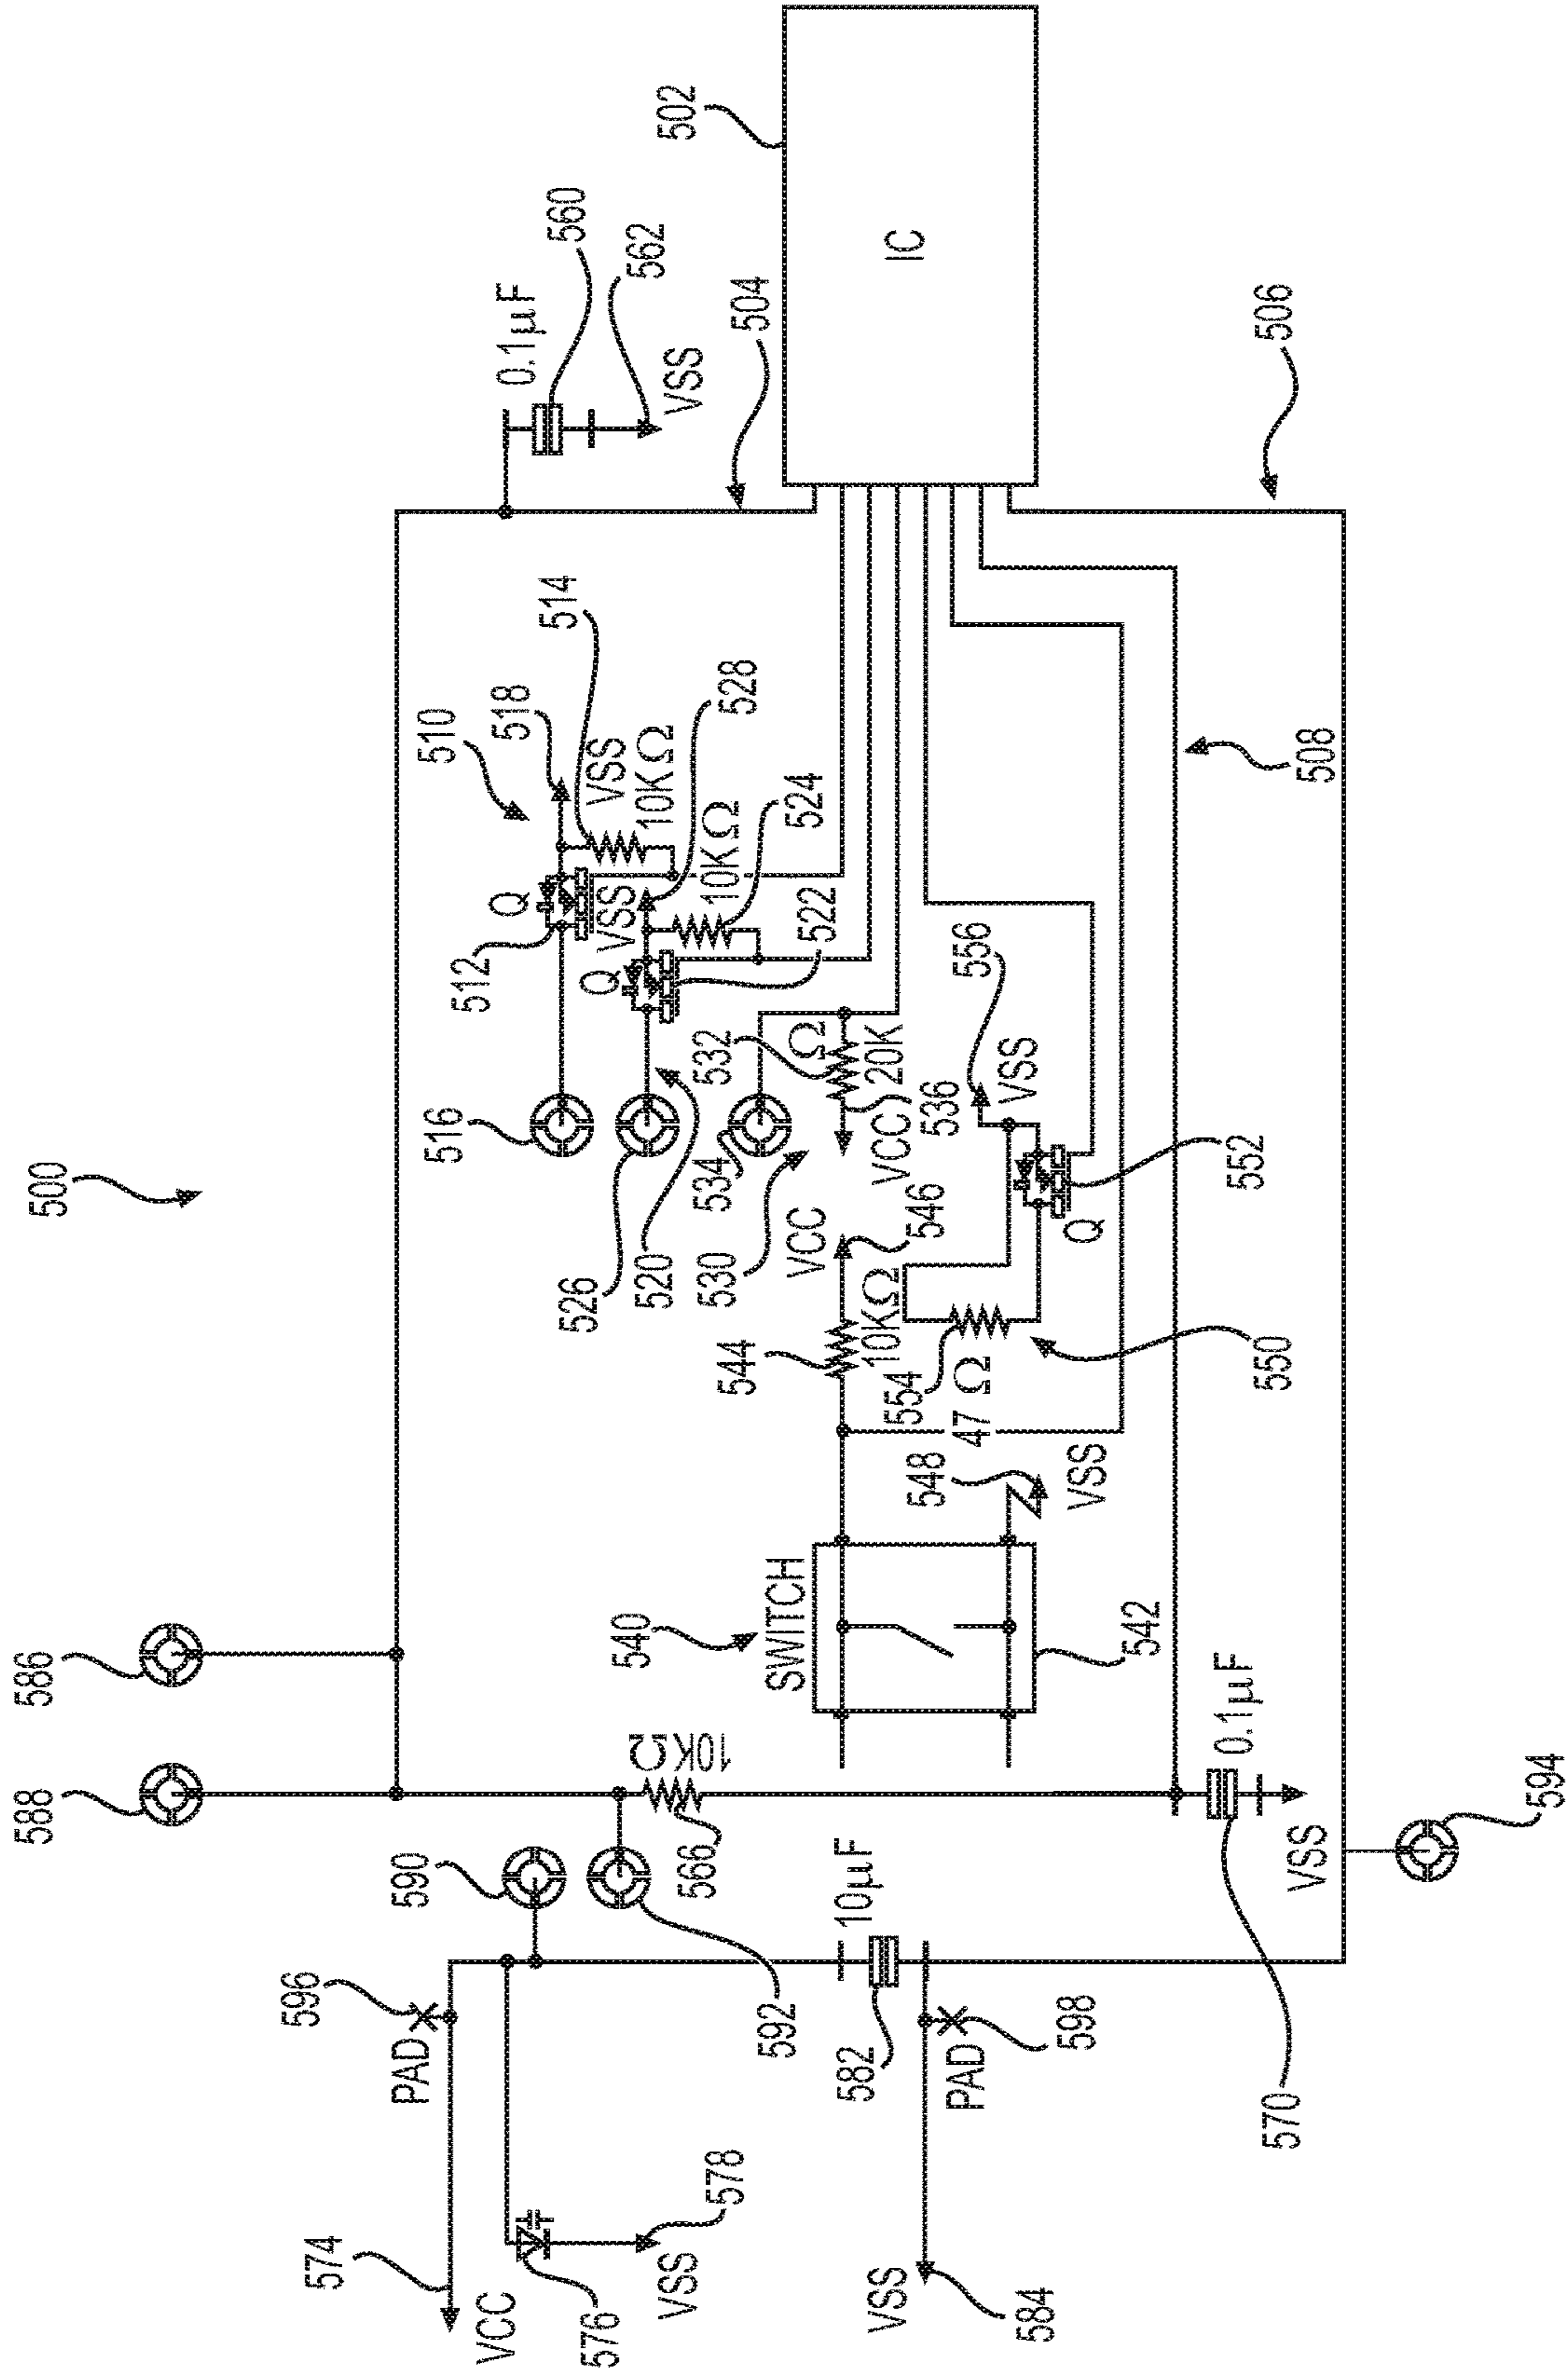 588
586
500
574
596
PAD
590
516
510
VCC
512
Q
518
0.1µF
514
560
576
526
Q
VSS
VSS
562
540
520
10KΩ
VSS
578
566
10KΩ
530
534
10KΩ
528
VSS
502
592
SWITCH
544
VCC
532
Ω
524
504
582
10µF
10KΩ
20K
522
VSS
554
VCC
IC
584
548
546
536
PAD
47 Ω
556
598
VSS
VSS
542
Q
570
0.1µF
550
552
506
VSS
508
594